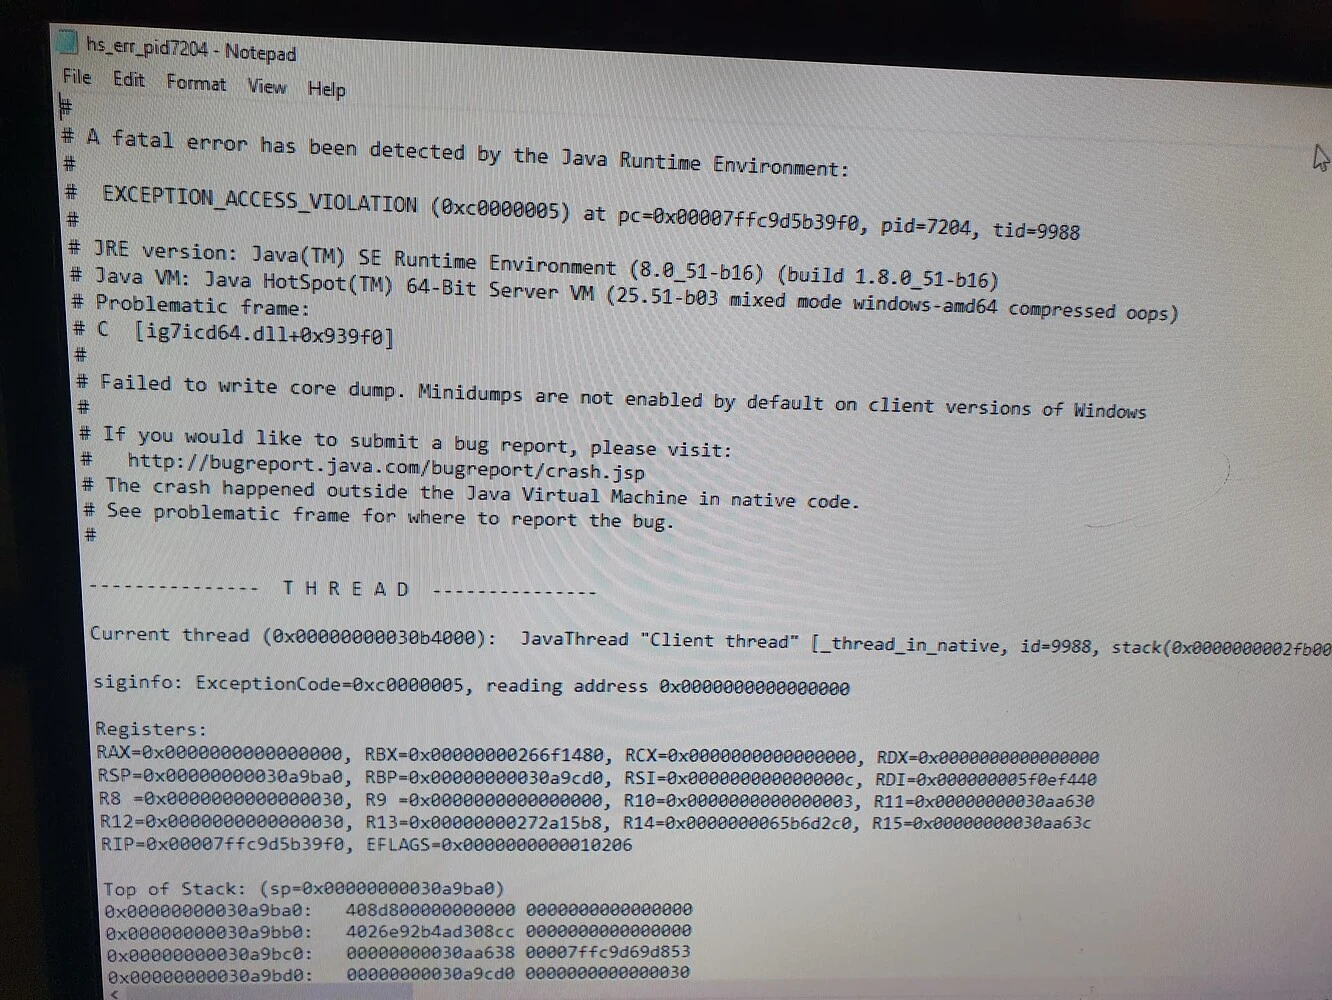 hs_err_pid7204 - Notepad
File Edit Format View Help
#
# A fatal error has been detected by the Java Runtime Environment:
#
# EXCEPTION_ACCESS_VIOLATION (0xc0000005) at pc=0x00007ffc9d5b39f0, pid=7204, tid=9988
#
# JRE version: Java(TM) SE Runtime Environment (8.0_51-b16) (build 1.8.0_51-b16)
# Java VM: Java HotSpot(TM) 64-Bit Server VM (25.51-b03 mixed mode windows-amd64 compressed oops)
# Problematic frame:
# C [ig7icd64.dll+0x939f0]
#
# Failed to write core dump. Minidumps are not enabled by default on client versions of Windows
#
# If you would like to submit a bug report, please visit:
# http://bugreport.java.com/bugreport/crash.jsp
# The crash happened outside the Java Virtual Machine in native code.
# See problematic frame for where to report the bug.
#
--------------- T H R E A D ---------------
Current thread (0x00000000030b4000): JavaThread "Client thread" [_thread_in_native, id=9988, stack(0x0000000002fb00
siginfo: ExceptionCode=0xc0000005, reading address 0x0000000000000000
Registers:
RAX=0x0000000000000000, RBX=0x00000000266f1480, RCX=0x0000000000000000, RDX=0x0000000000000000
RSP=0x00000000030a9ba0, RBP=0x00000000030a9cd0, RSI=0x000000000000000c, RDI=0x000000005f0ef440
R8 =0x0000000000000030, R9 =0x0000000000000000, R10=0x0000000000000003, R11=0x00000000030aa630
R12=0x0000000000000030, R13=0x00000000272a15b8, R14=0x0000000065b6d2c0, R15=0x00000000030aa63c
RIP=0x00007ffc9d5b39f0, EFLAGS=0x0000000000010206
Top of Stack: (sp=0x00000000030a9ba0)
0x00000000030a9ba0: 408d800000000000 0000000000000000
0x00000000030a9bb0: 4026e92b4ad308cc 0000000000000000
0x00000000030a9bc0: 00000000030aa638 00007ffc9d69d853
0x00000000030a9bd0: 00000000030a9cd0 0000000000000030